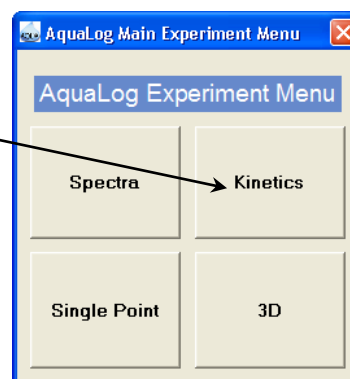 AquaLog Main Experiment Menu
AquaLog Experiment Menu
Spectra Kinetics
Single Point 3D